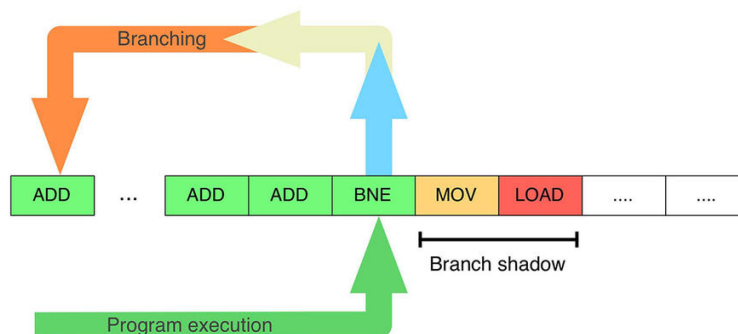 Branching
ADD ... ADD ADD BNE MOV LOAD .... ....
Branch shadow
Program execution